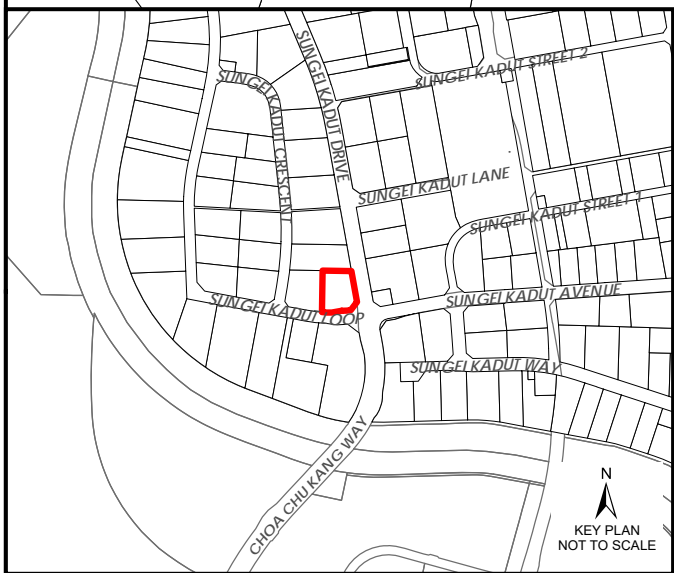 SUNGEI KADUT STREET 2
SUNGEI KADUT CRESCENT
SUNGEI KADUT DRIVE
SUNGEI KADUT LANE
SUNGEI KADUT STREET 1
SUNGEI KADUT LOOP
SUNGEI KADUT AVENUE
SUNGEI KADUT WAY
CHOA CHU KANG WAY
N
KEY PLAN
NOT TO SCALE